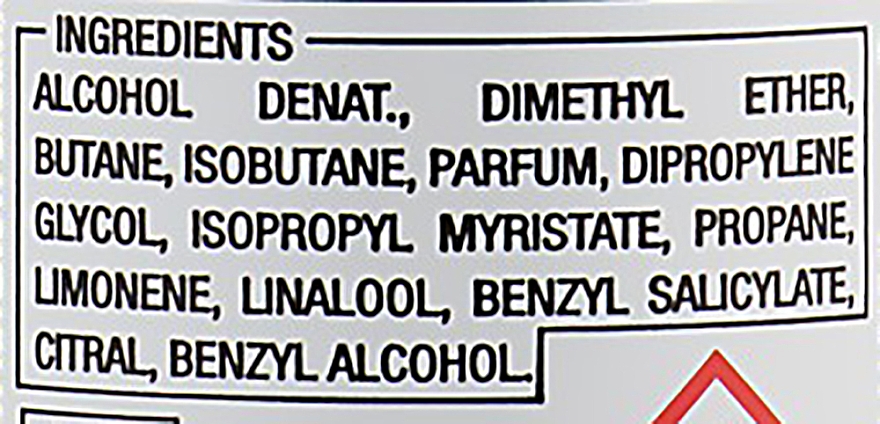 INGREDIENTS
ALCOHOL DENAT., DIMETHYL ETHER,
BUTANE, ISOBUTANE, PARFUM, DIPROPYLENE
GLYCOL, ISOPROPYL MYRISTATE, PROPANE,
LIMONENE, LINALOOL, BENZYL SALICYLATE,
CITRAL, BENZYL ALCOHOL.